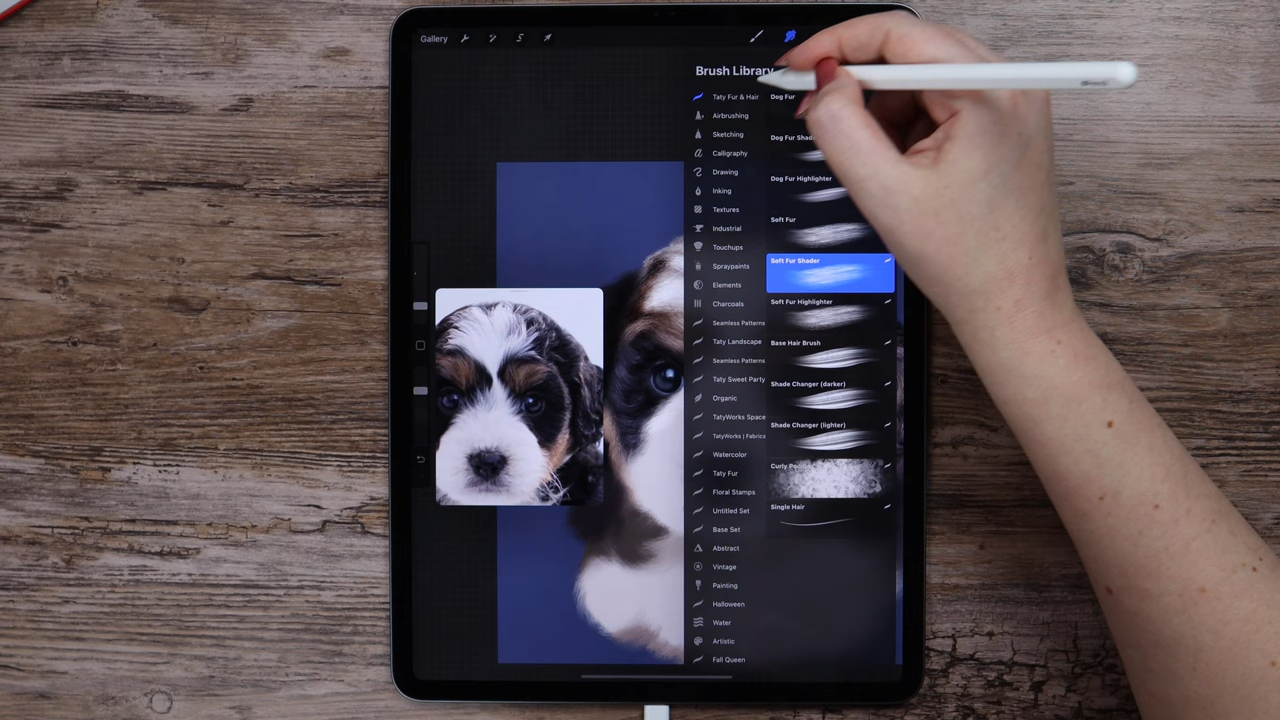 Gallery
Brush Library
Taty Fur & Hair
Airbrushing
Sketching
Calligraphy
Drawing
Inking
Textures
Industrial
Touchups
Spraypaints
Elements
Charcoals
Seamless Patterns
Taty Landscape
Seamless Patterns
Taty Sweet Party
Organic
TatyWorks Space
TatyWorks | Fabrics
Watercolor
Taty Fur
Floral Stamps
Untitled Set
Base Set
Abstract
Vintage
Painting
Halloween
Water
Artistic
Fall Queen
Dog Fur
Dog Fur
Dog Fur Highlighter
Soft Fur
Soft Fur Shader
Soft Fur Highlighter
Base Hair Brush
Shade Changer (darker)
Shade Changer (lighter)
Curly
Single Hair